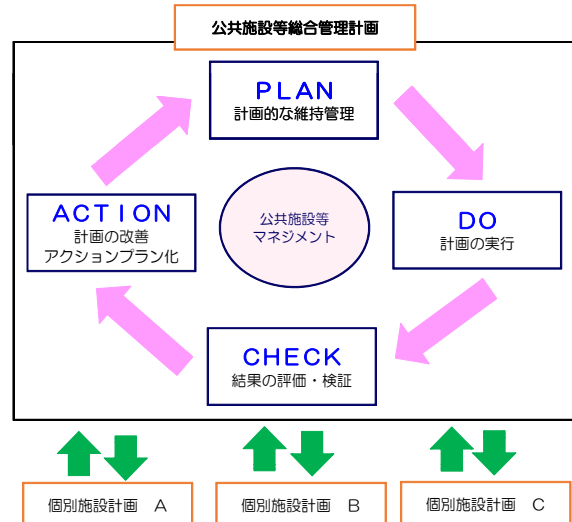 公共施設等総合管理計画
PLAN
計画的な維持管理
ACTION
計画の改善
アクションプラン化
公共施設等
マネジメント
DO
計画の実行
CHECK
結果の評価・検証
個別施設計画　A
個別施設計画　B
個別施設計画　C